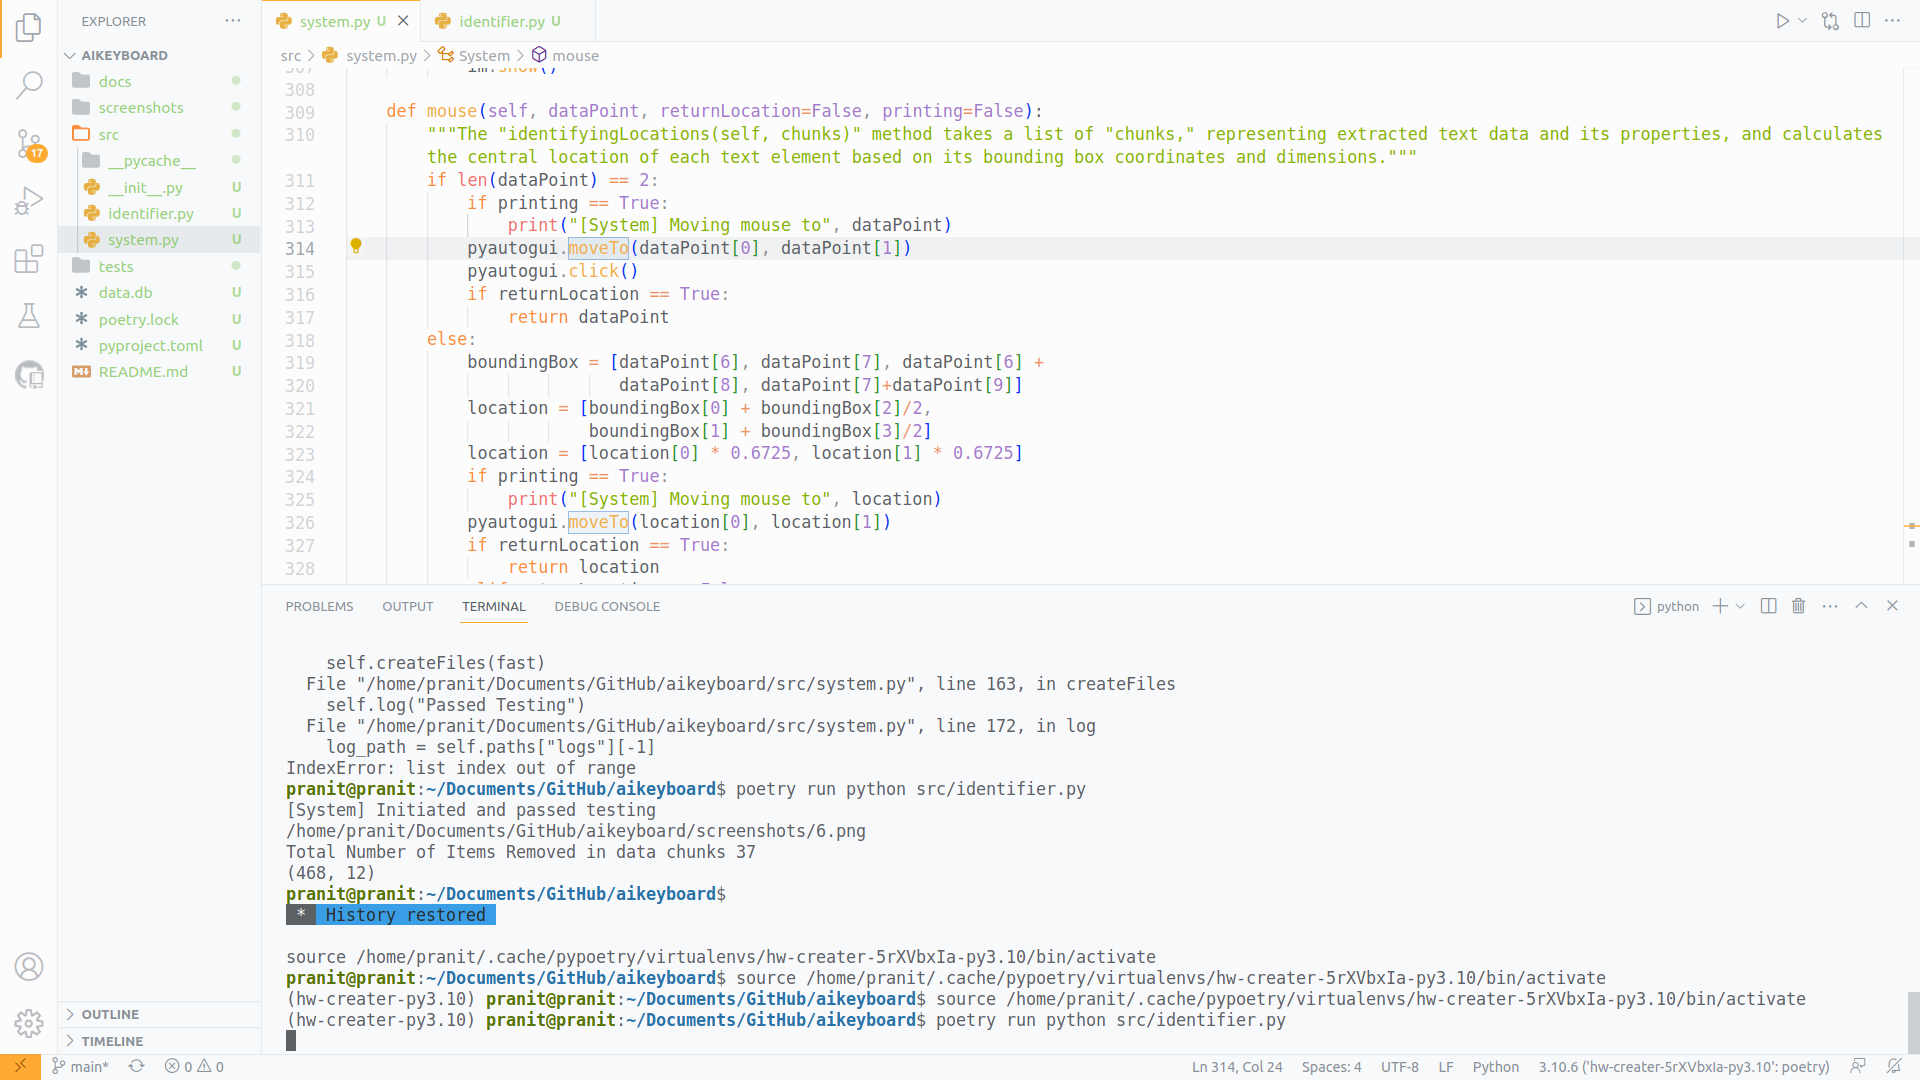 EXPLORER
AIKEYBOARD
docs
screenshots
src
__pycache__
__init__.py U
identifier.py U
system.py U
tests
data.db U
poetry.lock U
pyproject.toml U
README.md U
OUTLINE
TIMELINE
17
system.py U
identifier.py U
src > system.py > System > mouse
307 im.show()
308
309 def mouse(self, dataPoint, returnLocation=False, printing=False):
310 """The "identifyingLocations(self, chunks)" method takes a list of "chunks," representing extracted text data and its properties, and calculates
the central location of each text element based on its bounding box coordinates and dimensions."""
311 if len(dataPoint) == 2:
312 if printing == True:
313 print("[System] Moving mouse to", dataPoint)
314 pyautogui.moveTo(dataPoint[0], dataPoint[1])
315 pyautogui.click()
316 if returnLocation == True:
317 return dataPoint
318 else:
319 boundingBox = [dataPoint[6], dataPoint[7], dataPoint[6] +
320 dataPoint[8], dataPoint[7]+dataPoint[9]]
321 location = [boundingBox[0] + boundingBox[2]/2,
322 boundingBox[1] + boundingBox[3]/2]
323 location = [location[0] * 0.6725, location[1] * 0.6725]
324 if printing == True:
325 print("[System] Moving mouse to", location)
326 pyautogui.moveTo(location[0], location[1])
327 if returnLocation == True:
328 return location
PROBLEMS OUTPUT TERMINAL DEBUG CONSOLE
python
self.createFiles(fast)
File "/home/pranit/Documents/GitHub/aikeyboard/src/system.py", line 163, in createFiles
self.log("Passed Testing")
File "/home/pranit/Documents/GitHub/aikeyboard/src/system.py", line 172, in log
log_path = self.paths["logs"][-1]
IndexError: list index out of range
pranit@pranit:~/Documents/GitHub/aikeyboard$ poetry run python src/identifier.py
[System] Initiated and passed testing
/home/pranit/Documents/GitHub/aikeyboard/screenshots/6.png
Total Number of Items Removed in data chunks 37
(468, 12)
pranit@pranit:~/Documents/GitHub/aikeyboard$
* History restored
source /home/pranit/.cache/pypoetry/virtualenvs/hw-creater-5rXVbxIa-py3.10/bin/activate
pranit@pranit:~/Documents/GitHub/aikeyboard$ source /home/pranit/.cache/pypoetry/virtualenvs/hw-creater-5rXVbxIa-py3.10/bin/activate
(hw-creater-py3.10) pranit@pranit:~/Documents/GitHub/aikeyboard$ source /home/pranit/.cache/pypoetry/virtualenvs/hw-creater-5rXVbxIa-py3.10/bin/activate
(hw-creater-py3.10) pranit@pranit:~/Documents/GitHub/aikeyboard$ poetry run python src/identifier.py
main* 0 0
Ln 314, Col 24 Spaces: 4 UTF-8 LF Python 3.10.6 ('hw-creater-5rXVbxIa-py3.10': poetry)